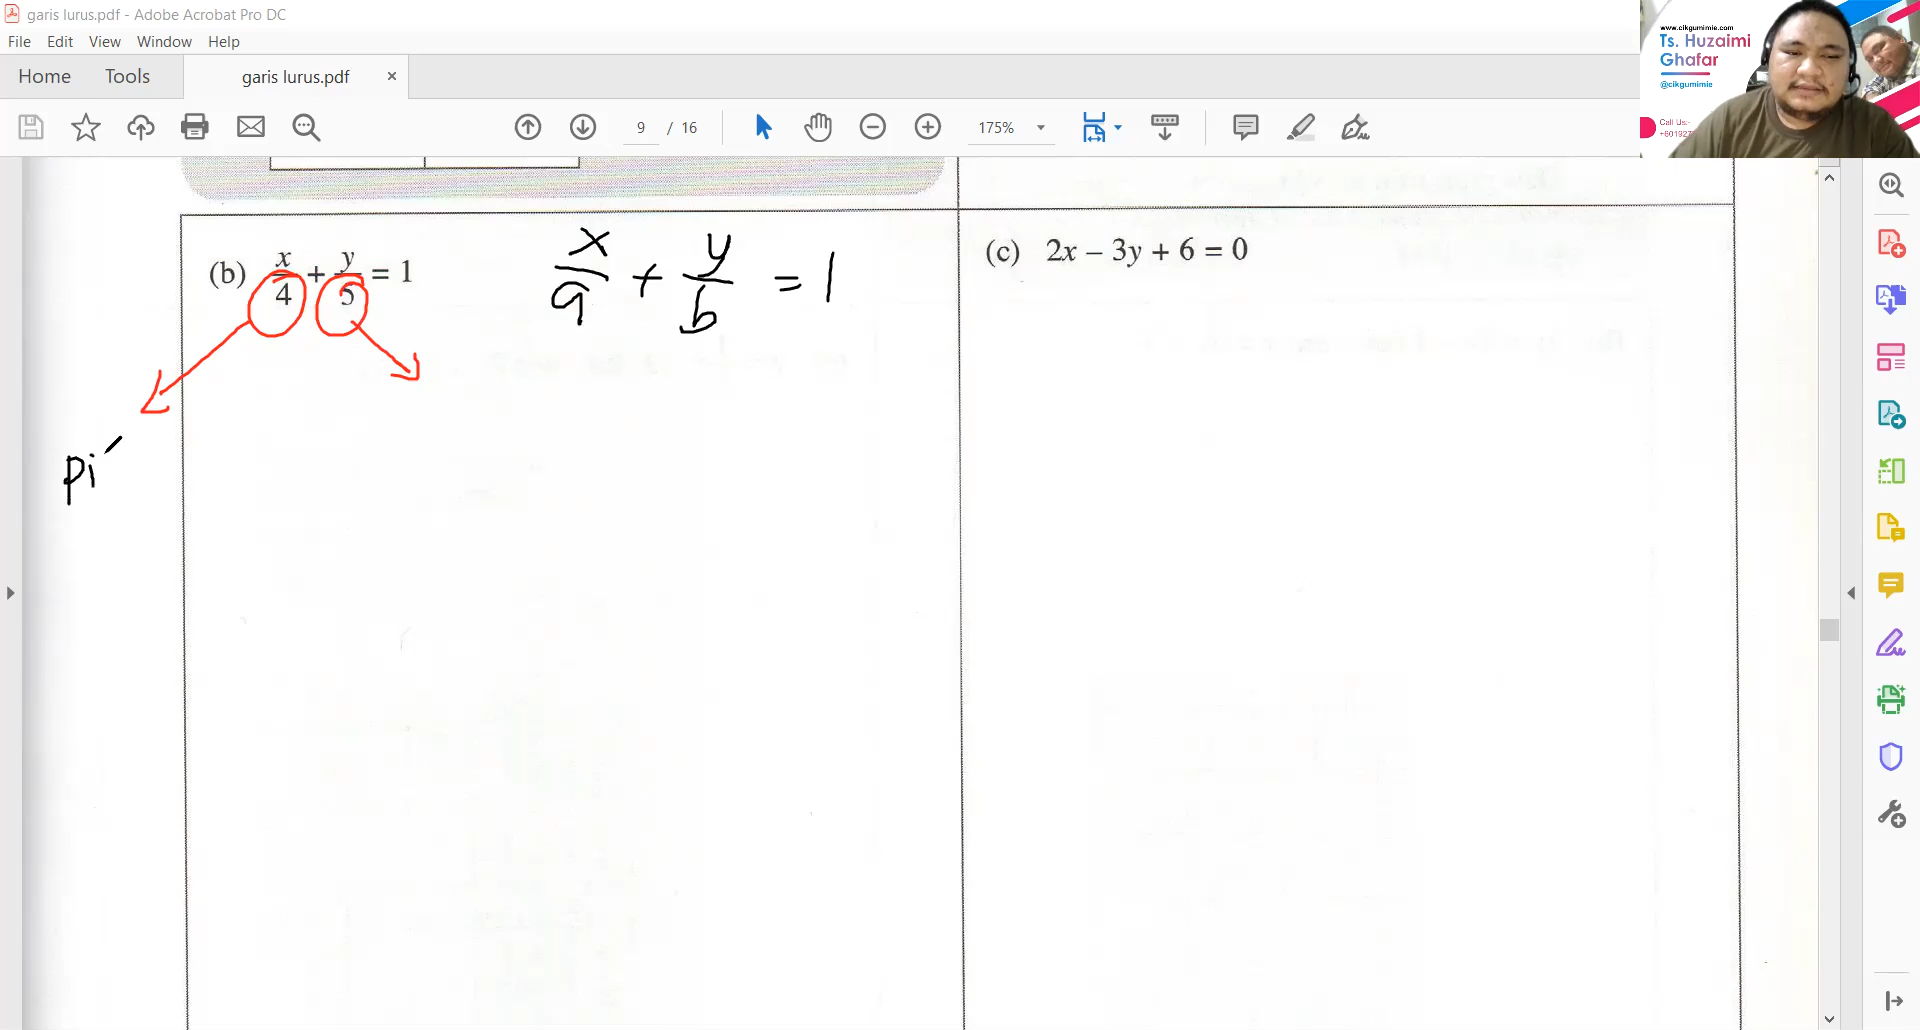 garis lurus.pdf - Adobe Acrobat Pro DC
File Edit View Window Help
Home Tools garis lurus.pdf ×
9 / 16 175%
www.cikgumimie.com
Ts. Huzaimi
Ghafar
@cikgumimie
Call Us:-
(b) x/4 + y/5 = 1
x/a + y/b = 1
(c) 2x – 3y + 6 = 0
pi